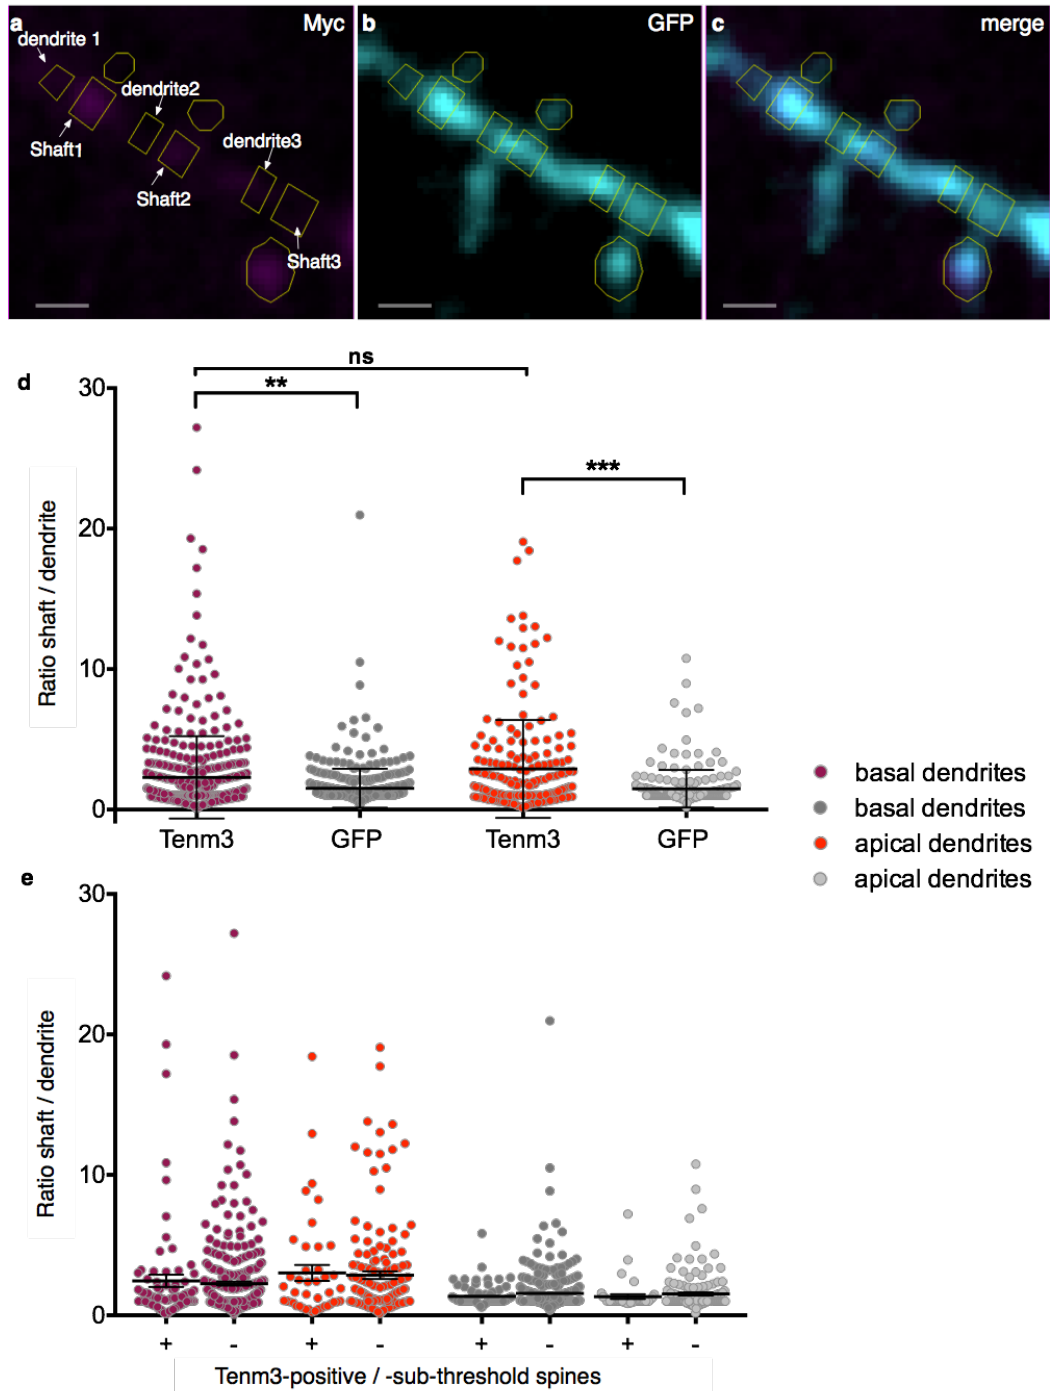 a
Myc
dendrite 1
dendrite2
Shaft1
dendrite3
Shaft2
Shaft3
b
GFP
c
merge
d
ns
**
***
30
20
10
0
Ratio shaft / dendrite
Tenm3
GFP
Tenm3
GFP
basal dendrites
basal dendrites
apical dendrites
apical dendrites
e
30
20
10
0
Ratio shaft / dendrite
+ - + - + - + -
Tenm3-positive / -sub-threshold spines